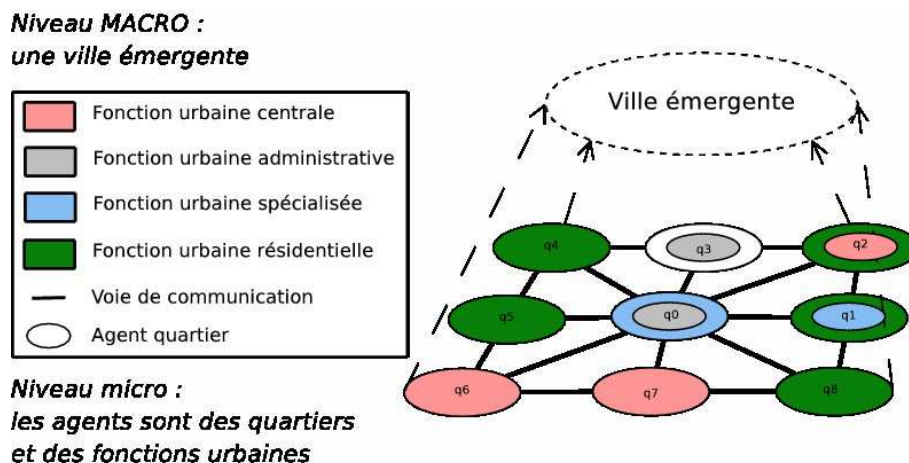 Niveau MACRO :
une ville émergente
Fonction urbaine centrale
Fonction urbaine administrative
Fonction urbaine spécialisée
Fonction urbaine résidentielle
Voie de communication
Agent quartier
Niveau micro :
les agents sont des quartiers
et des fonctions urbaines
Ville émergente
q4
q3
q2
q5
q0
q1
q6
q7
q8